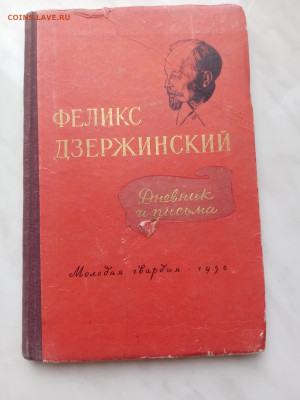 COINS.LAVE.RU
ФЕЛИКС
ДЗЕРЖИНСКИЙ
Дневник
и письма
Молодая гвардия · 1956